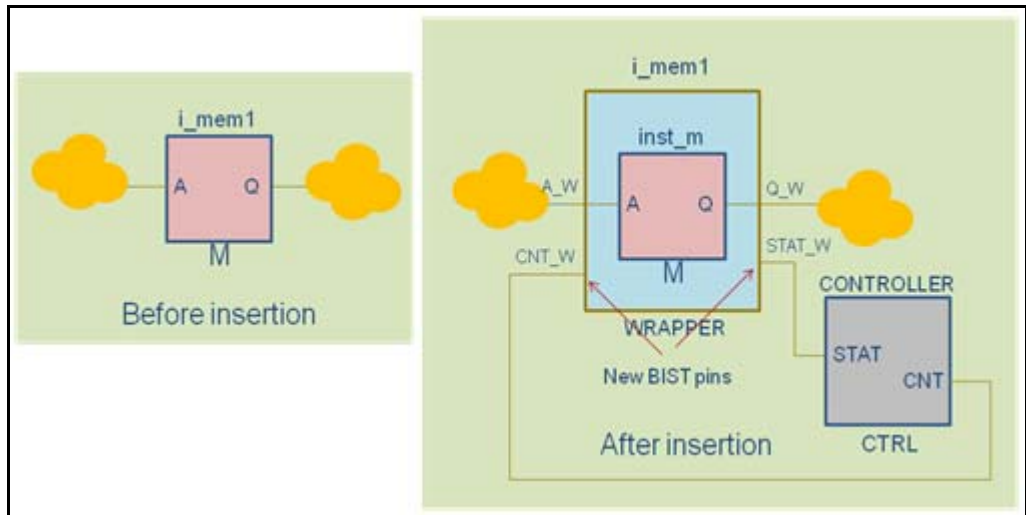 i_mem1
A Q
M
Before insertion
i_mem1
inst_m
A_W
Q_W
A Q
CNT_W
STAT_W
M
CONTROLLER
WRAPPER
STAT
New BIST pins
CNT
After insertion
CTRL